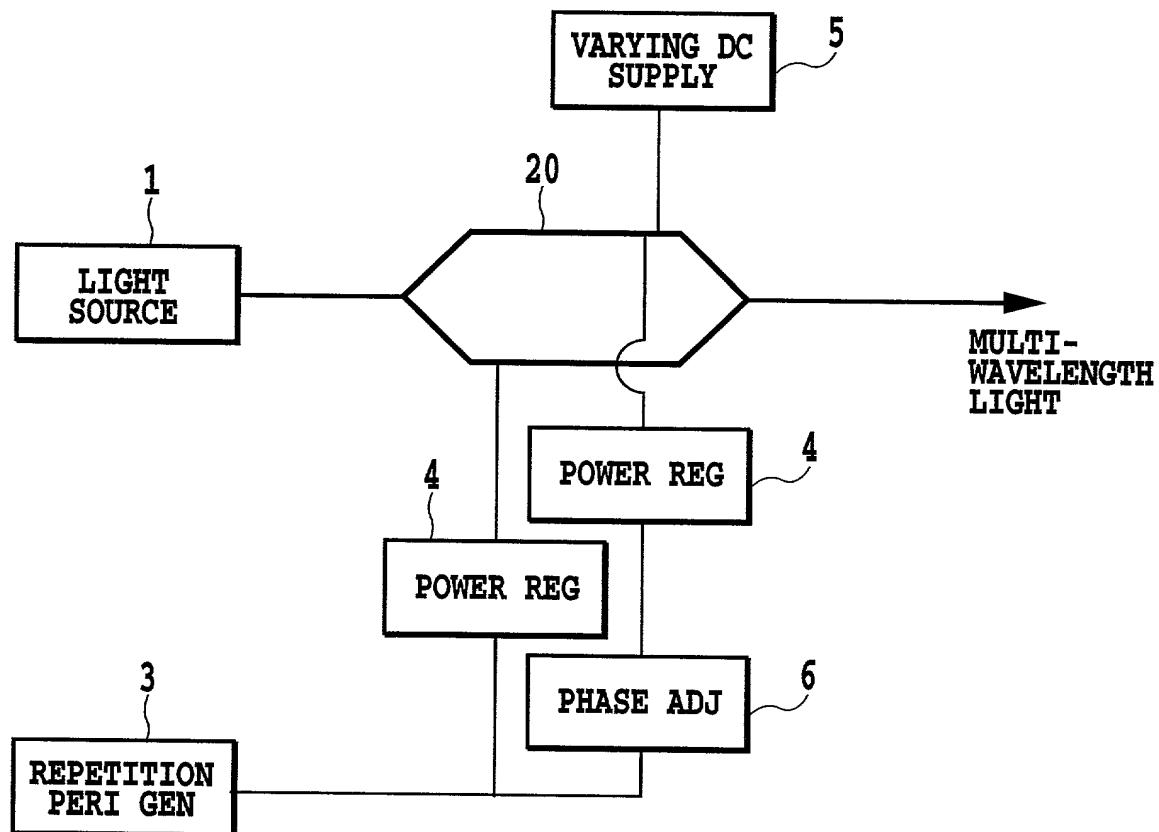 5
VARYING DC
SUPPLY
20
1
LIGHT
SOURCE
MULTI-
WAVELENGTH
LIGHT
4
POWER REG
4
POWER REG
6
PHASE ADJ
3
REPETITION
PERI GEN